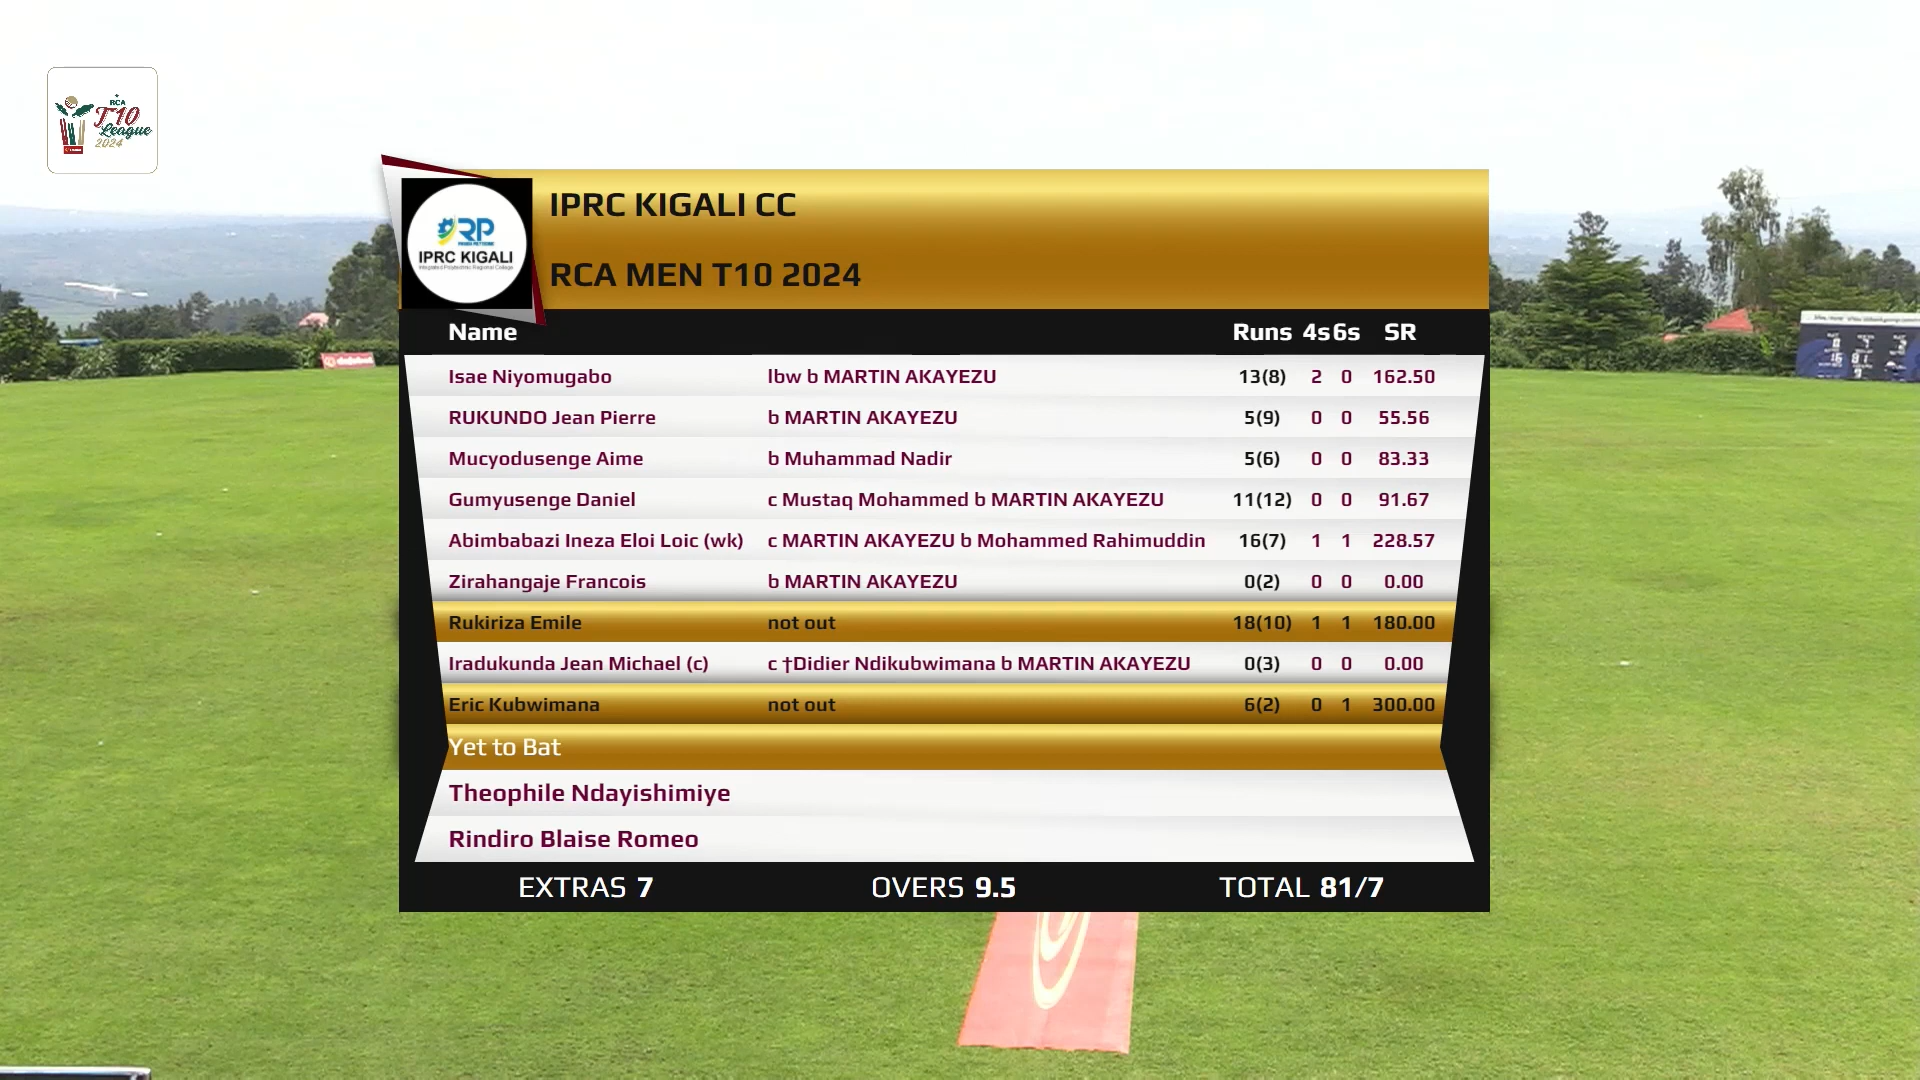 RCA
T10
League
2024
IPRC KIGALI CC
RP
IPRC KIGALI
Integrated Polytechnic Regional College
RCA MEN T10 2024
Name Runs 4s 6s SR
Isae Niyomugabo lbw b MARTIN AKAYEZU 13(8) 2 0 162.50
RUKUNDO Jean Pierre b MARTIN AKAYEZU 5(9) 0 0 55.56
Mucyodusenge Aime b Muhammad Nadir 5(6) 0 0 83.33
Gumyusenge Daniel c Mustaq Mohammed b MARTIN AKAYEZU 11(12) 0 0 91.67
Abimbabazi Ineza Eloi Loic (wk) c MARTIN AKAYEZU b Mohammed Rahimuddin 16(7) 1 1 228.57
Zirahangaje Francois b MARTIN AKAYEZU 0(2) 0 0 0.00
Rukiriza Emile not out 18(10) 1 1 180.00
Iradukunda Jean Michael (c) c †Didier Ndikubwimana b MARTIN AKAYEZU 0(3) 0 0 0.00
Eric Kubwimana not out 6(2) 0 1 300.00
Yet to Bat
Theophile Ndayishimiye
Rindiro Blaise Romeo
EXTRAS 7 OVERS 9.5 TOTAL 81/7